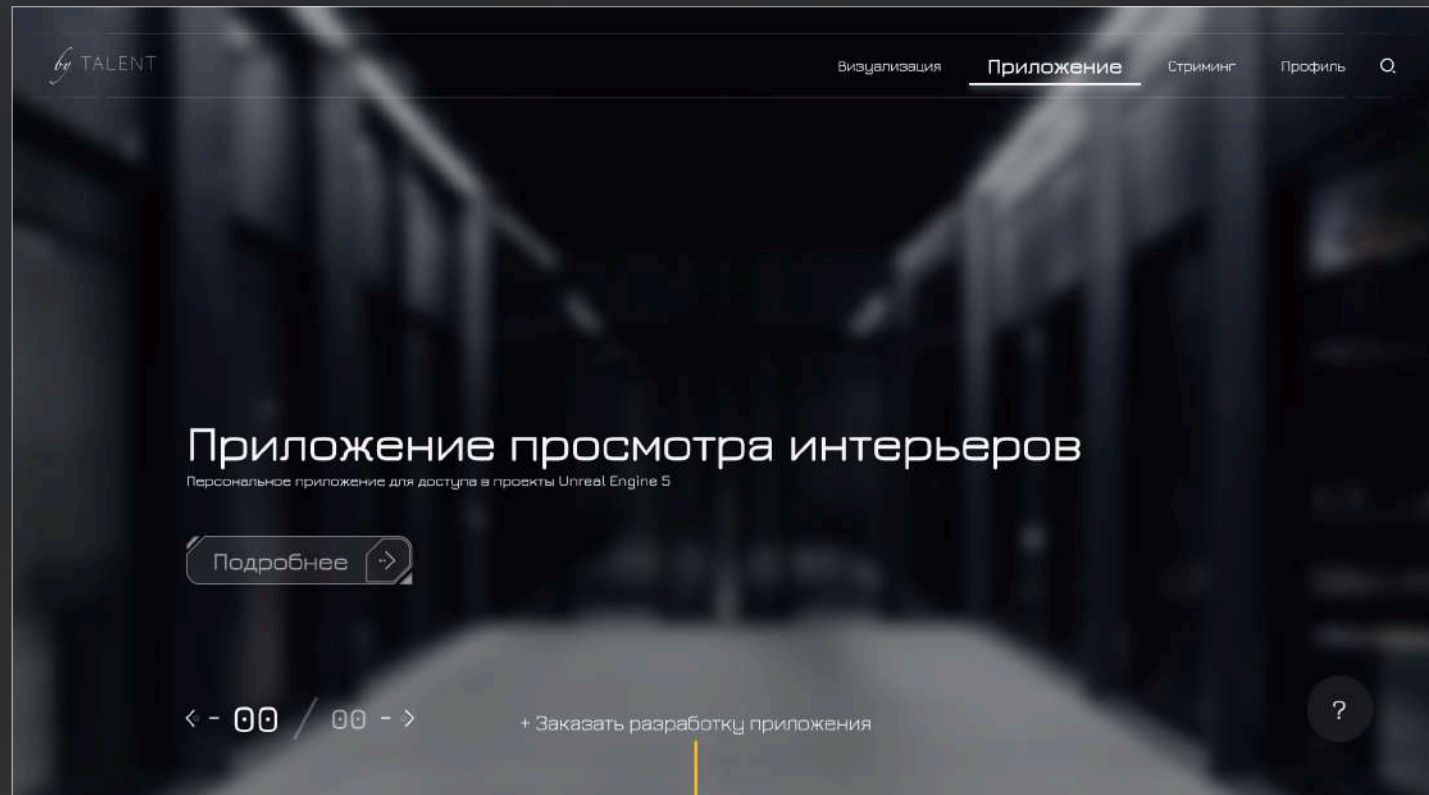 by TALENT
Визуализация Приложение Стриминг Профиль
Приложение просмотра интерьеров
Персональное приложение для доступа в проекты Unreal Engine 5
Подробнее
00 / 00
+ Заказать разработку приложения
?